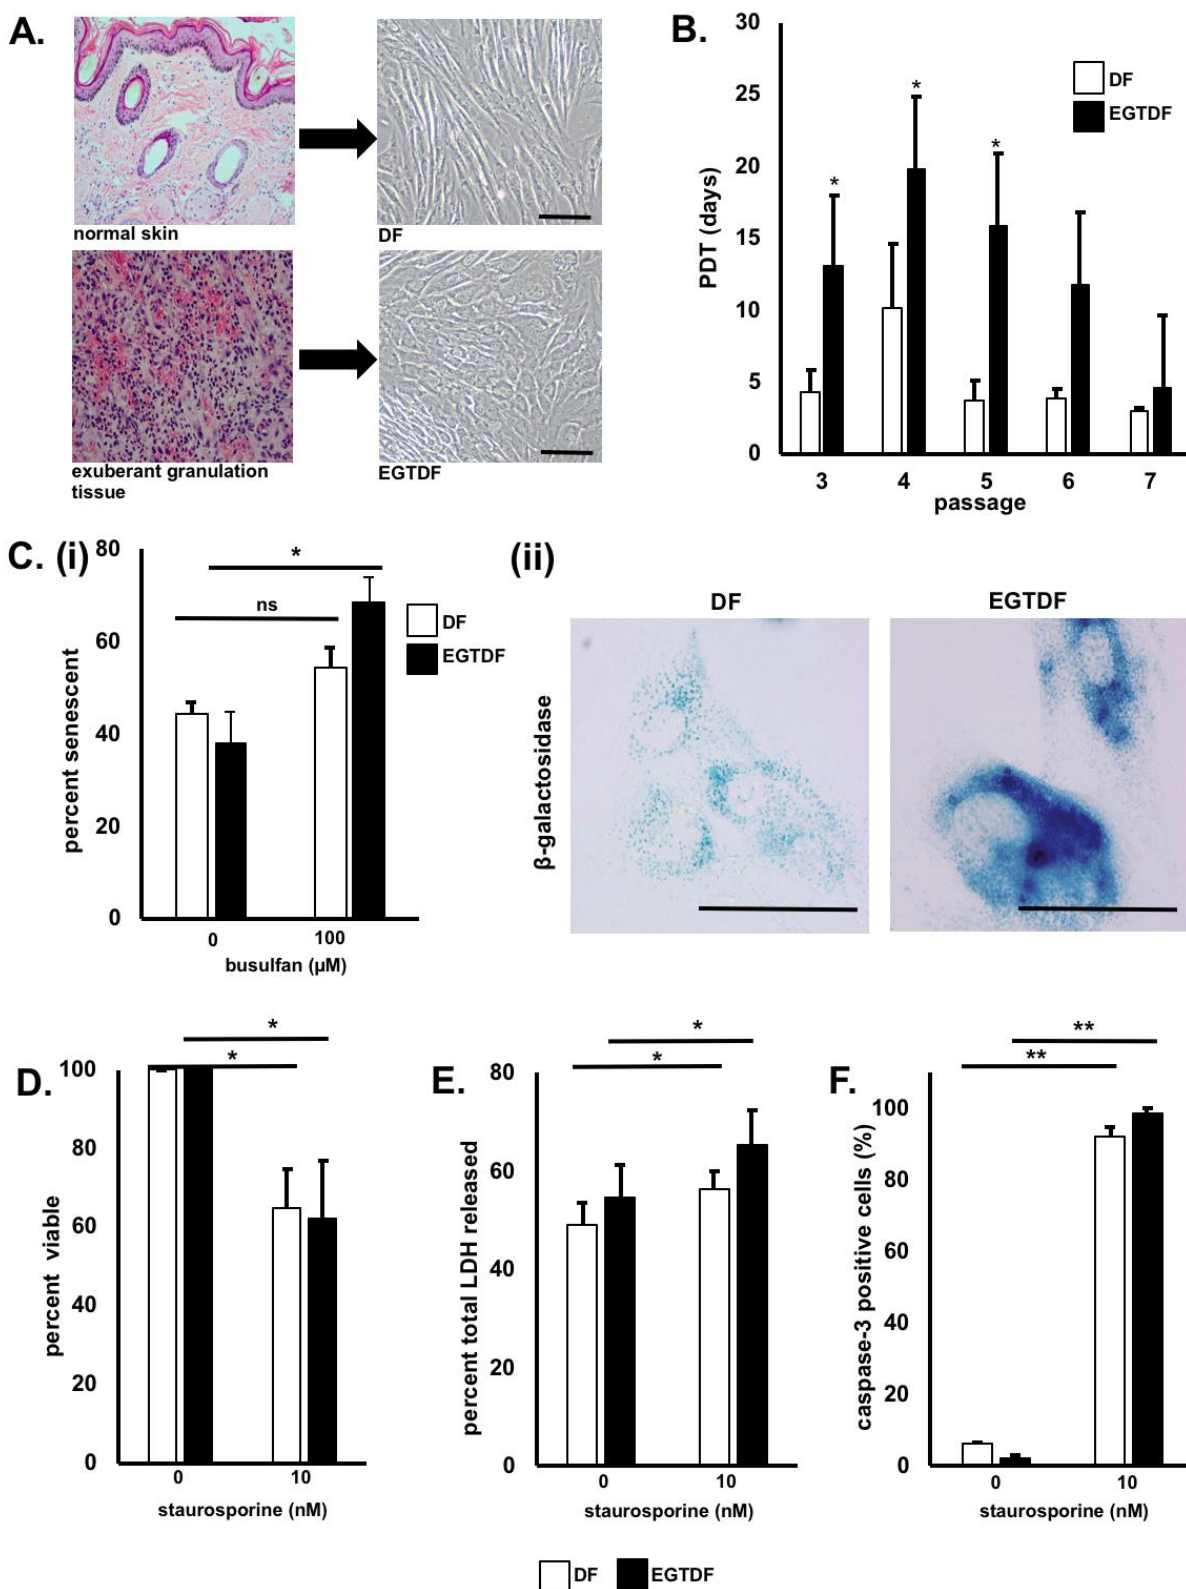 A.
normal skin
DF
exuberant granulation
tissue
EGTDF
B.
30
25
20
15
10
5
0
PDT (days)
DF
EGTDF
*
*
*
3 4 5 6 7
passage
C. (i)
80
60
40
20
0
percent senescent
*
ns
DF
EGTDF
0 100
busulfan (µM)
(ii)
DF EGTDF
β-galactosidase
D.
100
80
60
40
20
0
percent viable
*
*
0 10
staurosporine (nM)
E.
80
60
40
20
0
percent total LDH released
*
*
0 10
staurosporine (nM)
F.
100
80
60
40
20
0
caspase-3 positive cells (%)
**
**
0 10
staurosporine (nM)
DF EGTDF